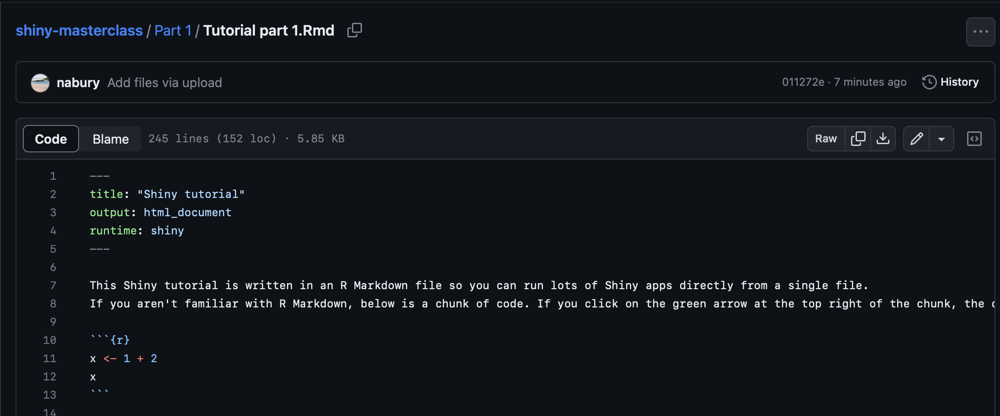 shiny-masterclass / Part 1 / Tutorial part 1.Rmd
nabury Add files via upload 011272e · 7 minutes ago History
Code Blame 245 lines (152 loc) · 5.85 KB Raw
1 ---
2 title: "Shiny tutorial"
3 output: html_document
4 runtime: shiny
5 ---
6
7 This Shiny tutorial is written in an R Markdown file so you can run lots of Shiny apps directly from a single file.
8 If you aren't familiar with R Markdown, below is a chunk of code. If you click on the green arrow at the top right of the chunk, the
9
10 ```{r}
11 x <- 1 + 2
12 x
13 ```
14